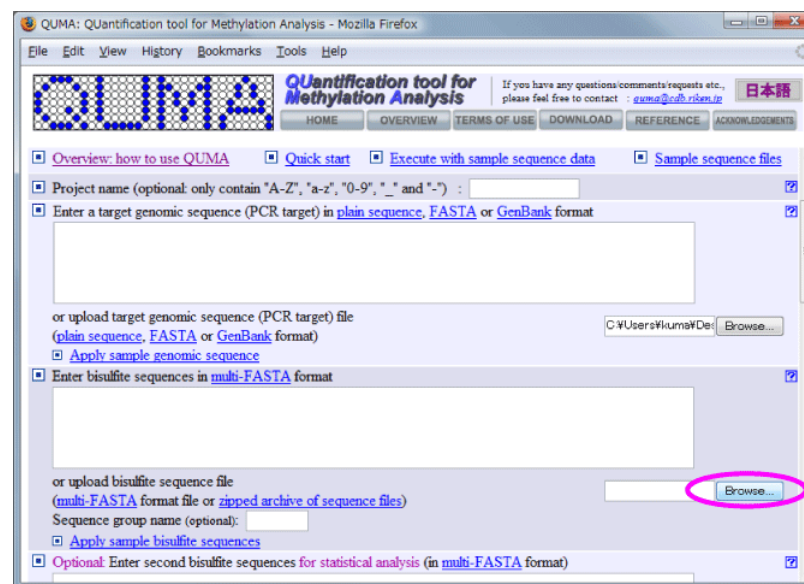 QUMA: QUantification tool for Methylation Analysis - Mozilla Firefox
File Edit View History Bookmarks Tools Help
QUMA
QUantification tool for
Methylation Analysis
If you have any questions/comments/requests etc.,
please feel free to contact : quma@cdb.riken.jp
日本語
HOME OVERVIEW TERMS OF USE DOWNLOAD REFERENCE ACKNOWLEDGEMENTS
Overview: how to use QUMA Quick start Execute with sample sequence data Sample sequence files
Project name (optional: only contain "A-Z", "a-z", "0-9", "_" and "-") : ?
Enter a target genomic sequence (PCR target) in plain sequence, FASTA or GenBank format ?
or upload target genomic sequence (PCR target) file
(plain sequence, FASTA or GenBank format)
C:¥Users¥kuma¥Des Browse...
Apply sample genomic sequence
Enter bisulfite sequences in multi-FASTA format ?
or upload bisulfite sequence file
(multi-FASTA format file or zipped archive of sequence files)
Browse...
Sequence group name (optional):
Apply sample bisulfite sequences
Optional: Enter second bisulfite sequences for statistical analysis (in multi-FASTA format) ?